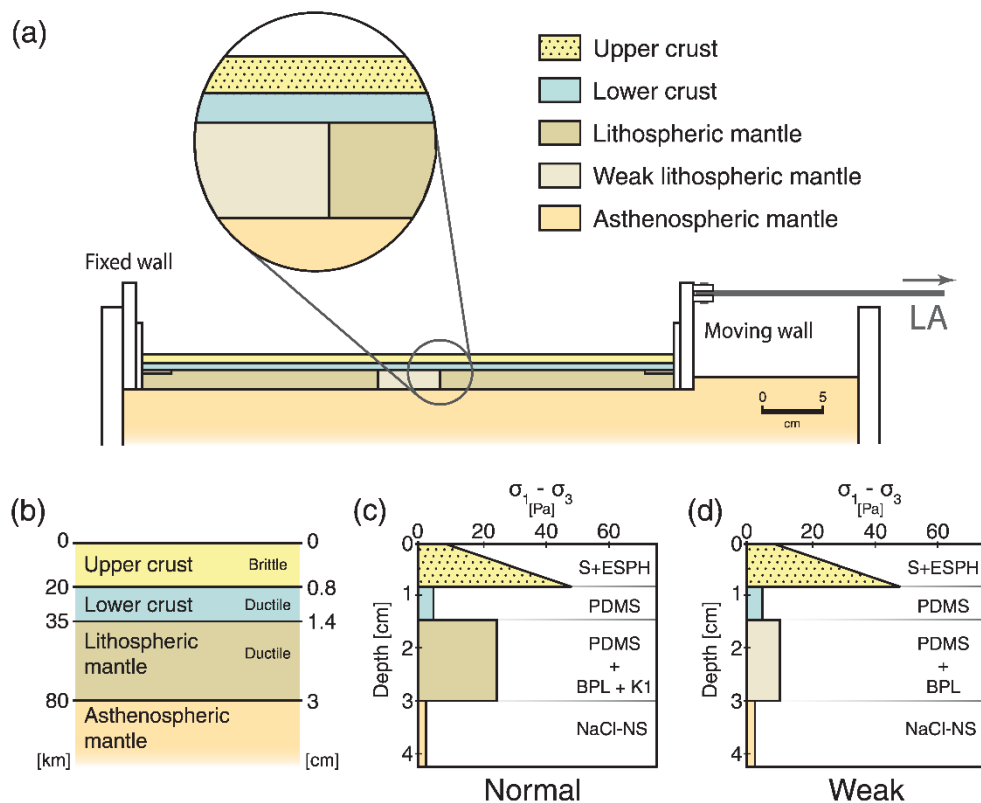 (a)
Upper crust
Lower crust
Lithospheric mantle
Weak lithospheric mantle
Asthenospheric mantle
Fixed wall
Moving wall
LA
0 5
cm
(b)
0 0
Upper crust Brittle
20 0.8
Lower crust Ductile
35 1.4
Lithospheric
mantle Ductile
80 3
Asthenospheric
mantle
[km] [cm]
(c)
σ1 - σ3
[Pa]
0 20 40 60
0
1
2
3
4
Depth [cm]
S+ESPH
PDMS
PDMS
+
BPL + K1
NaCl-NS
Normal
(d)
σ1 - σ3
[Pa]
0 20 40 60
0
1
2
3
4
Depth [cm]
S+ESPH
PDMS
PDMS
+
BPL
NaCl-NS
Weak